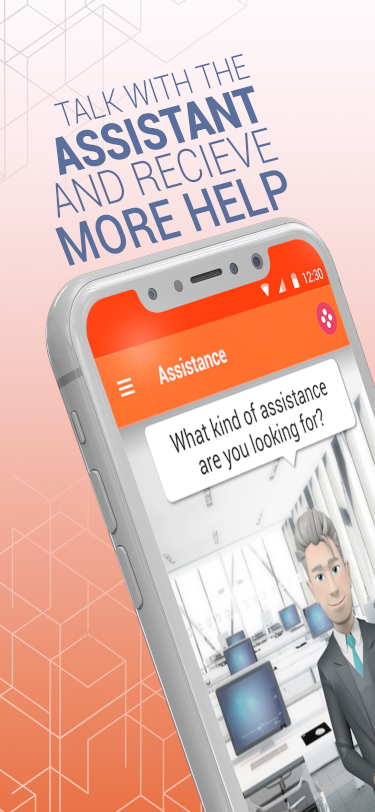 TALK WITH THE
ASSISTANT
AND RECIEVE
MORE HELP
12:30
Assistance
What kind of assistance
are you looking for?